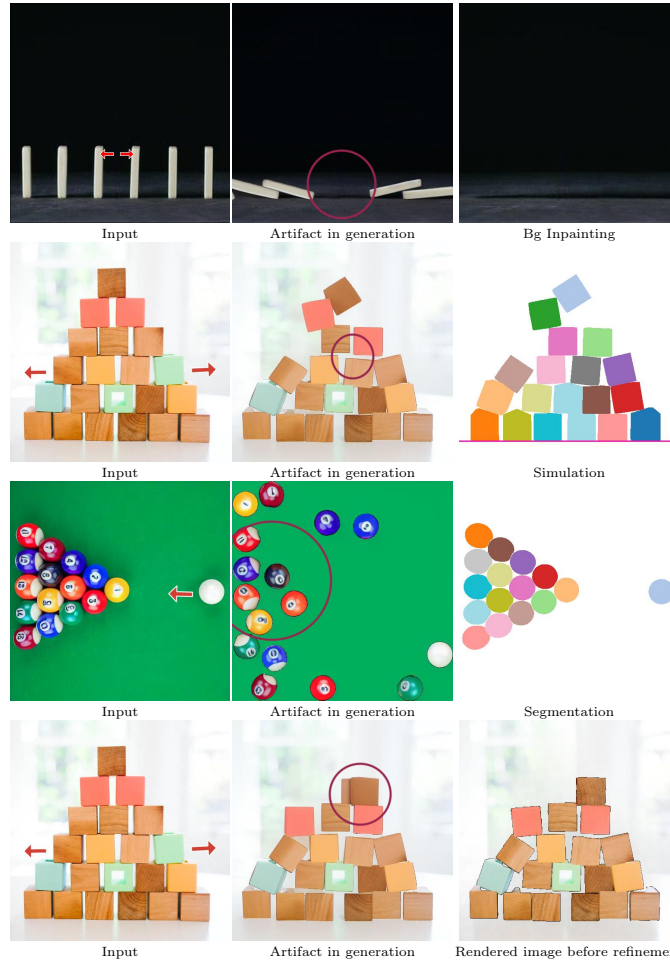 Input Artifact in generation Bg Inpainting
Input Artifact in generation Simulation
Input Artifact in generation Segmentation
Input Artifact in generation Rendered image before refineme